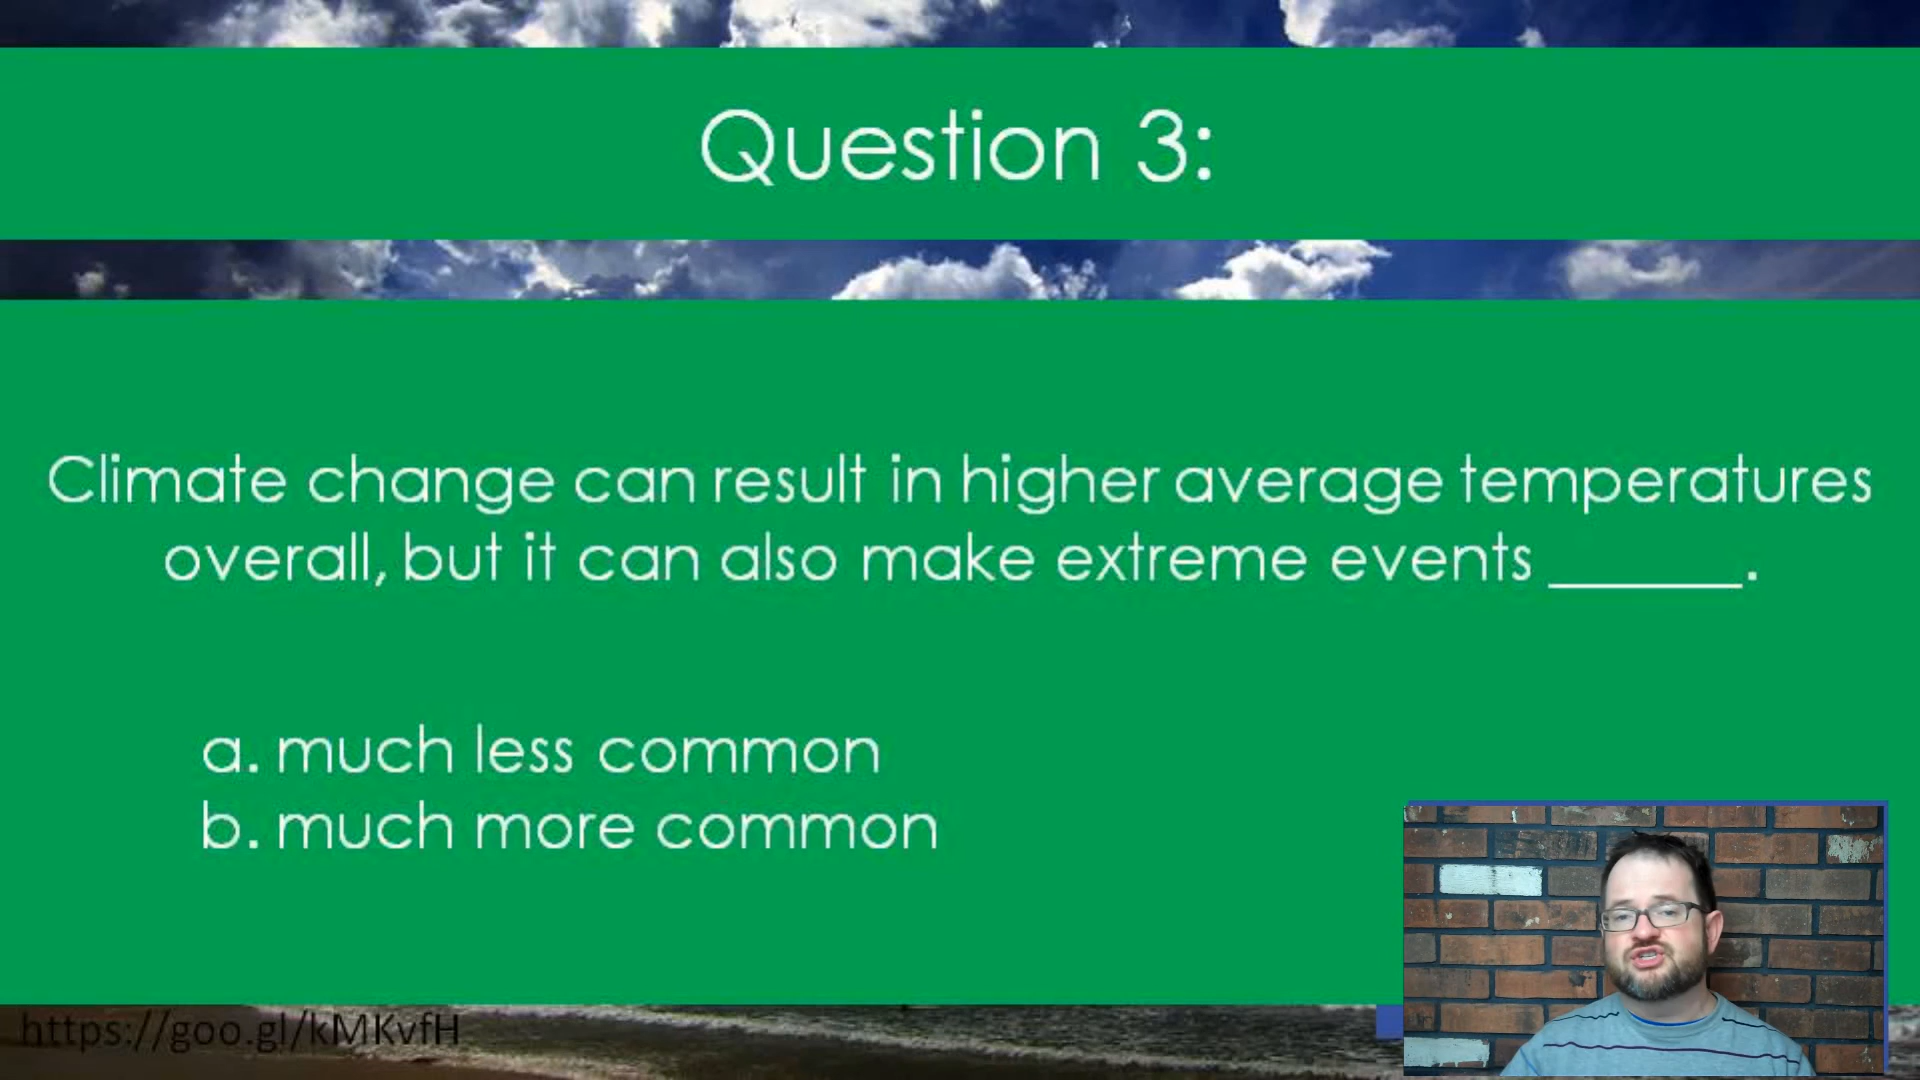 Question 3:
Climate change can result in higher average temperatures
overall, but it can also make extreme events ______.
a. much less common
b. much more common
https://goo.gl/kMKvfH